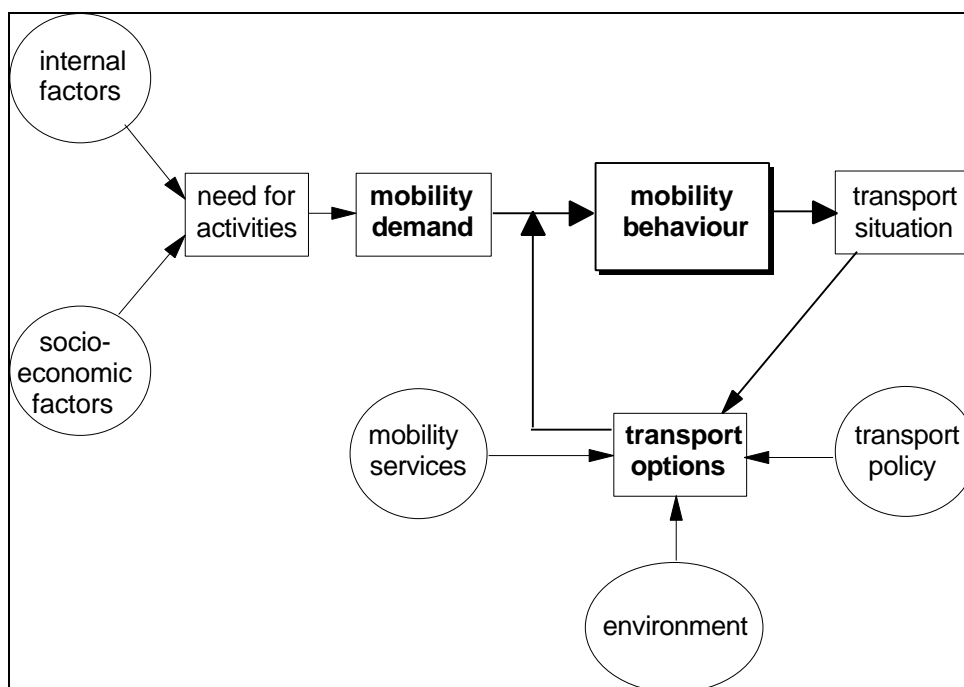 internal
factors
need for
activities
mobility
demand
mobility
behaviour
transport
situation
socio-
economic
factors
mobility
services
transport
options
transport
policy
environment